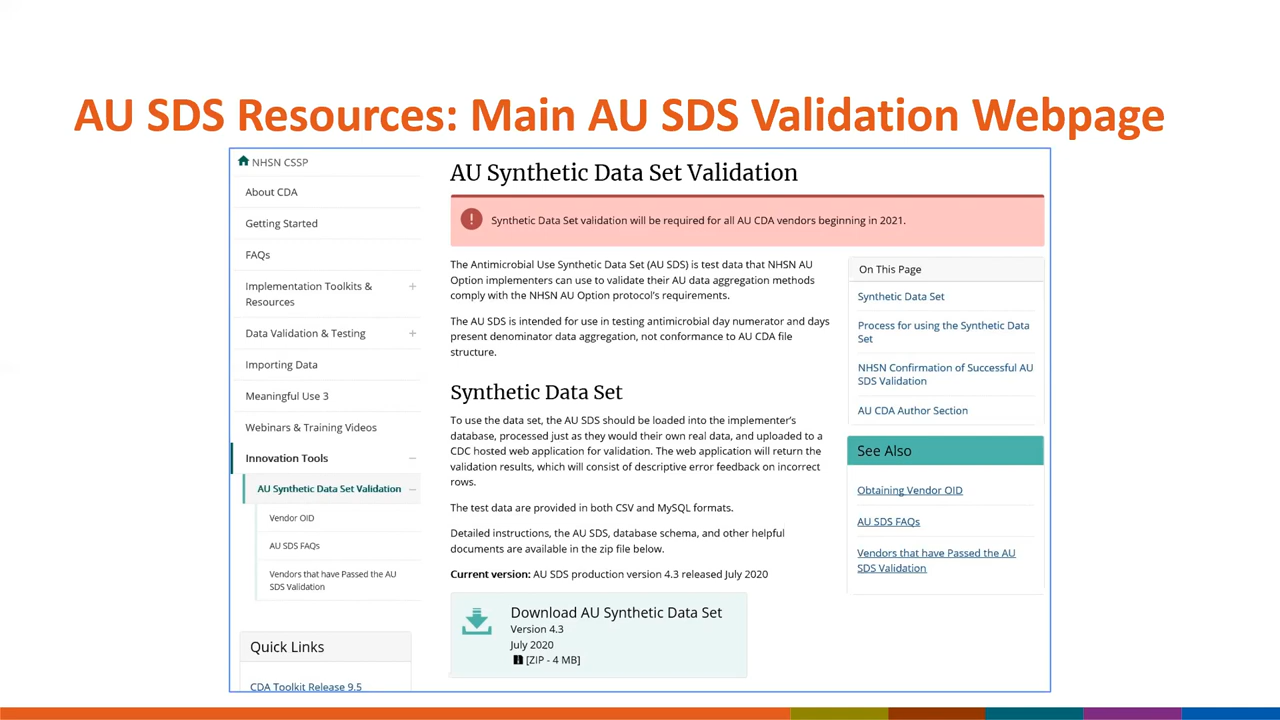 AU SDS Resources: Main AU SDS Validation Webpage
NHSN CSSP
About CDA
Getting Started
FAQs
Implementation Toolkits &
Resources
Data Validation & Testing
Importing Data
Meaningful Use 3
Webinars & Training Videos
Innovation Tools
AU Synthetic Data Set Validation
Vendor OID
AU SDS FAQs
Vendors that have Passed the AU
SDS Validation
Quick Links
CDA Toolkit Release 9.5
AU Synthetic Data Set Validation
Synthetic Data Set validation will be required for all AU CDA vendors beginning in 2021.
The Antimicrobial Use Synthetic Data Set (AU SDS) is test data that NHSN AU
Option implementers can use to validate their AU data aggregation methods
comply with the NHSN AU Option protocol's requirements.
The AU SDS is intended for use in testing antimicrobial day numerator and days
present denominator data aggregation, not conformance to AU CDA file
structure.
Synthetic Data Set
To use the data set, the AU SDS should be loaded into the implementer's
database, processed just as they would their own real data, and uploaded to a
CDC hosted web application for validation. The web application will return the
validation results, which will consist of descriptive error feedback on incorrect
rows.
The test data are provided in both CSV and MySQL formats.
Detailed instructions, the AU SDS, database schema, and other helpful
documents are available in the zip file below.
Current version: AU SDS production version 4.3 released July 2020
Download AU Synthetic Data Set
Version 4.3
July 2020
[ZIP - 4 MB]
On This Page
Synthetic Data Set
Process for using the Synthetic Data
Set
NHSN Confirmation of Successful AU
SDS Validation
AU CDA Author Section
See Also
Obtaining Vendor OID
AU SDS FAQs
Vendors that have Passed the AU
SDS Validation